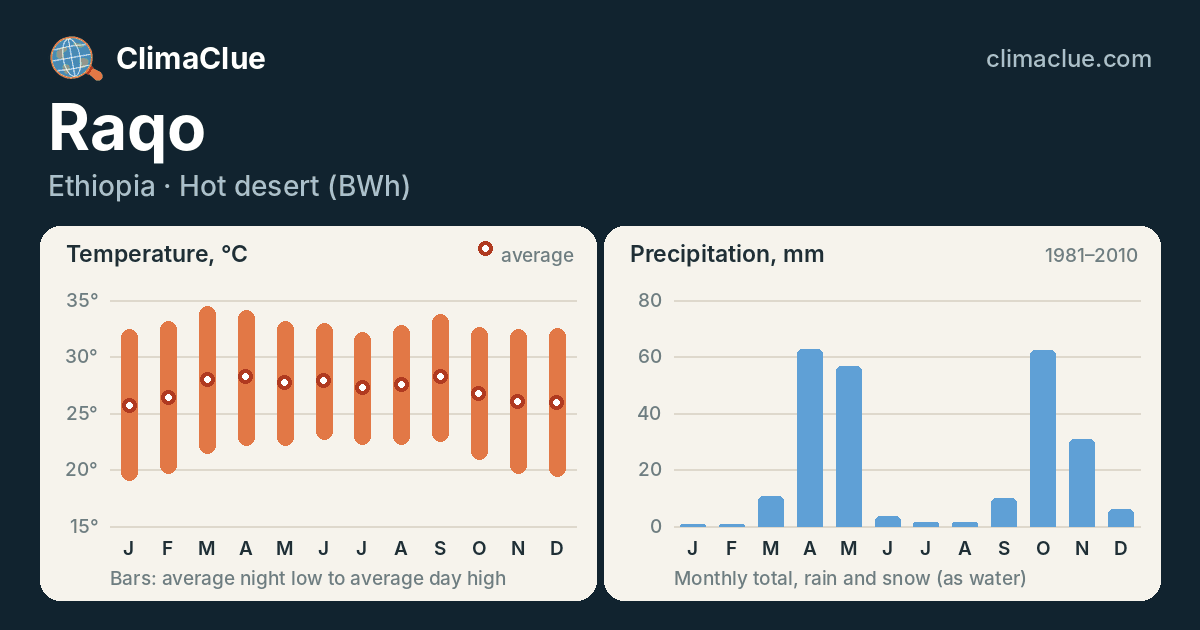 ClimaClue
climaclue.com
Raqo
Ethiopia · Hot desert (BWh)
Temperature, °C
average
35°
30°
25°
20°
15°
J F M A M J J A S O N D
Bars: average night low to average day high
Precipitation, mm
1981–2010
80
60
40
20
0
J F M A M J J A S O N D
Monthly total, rain and snow (as water)